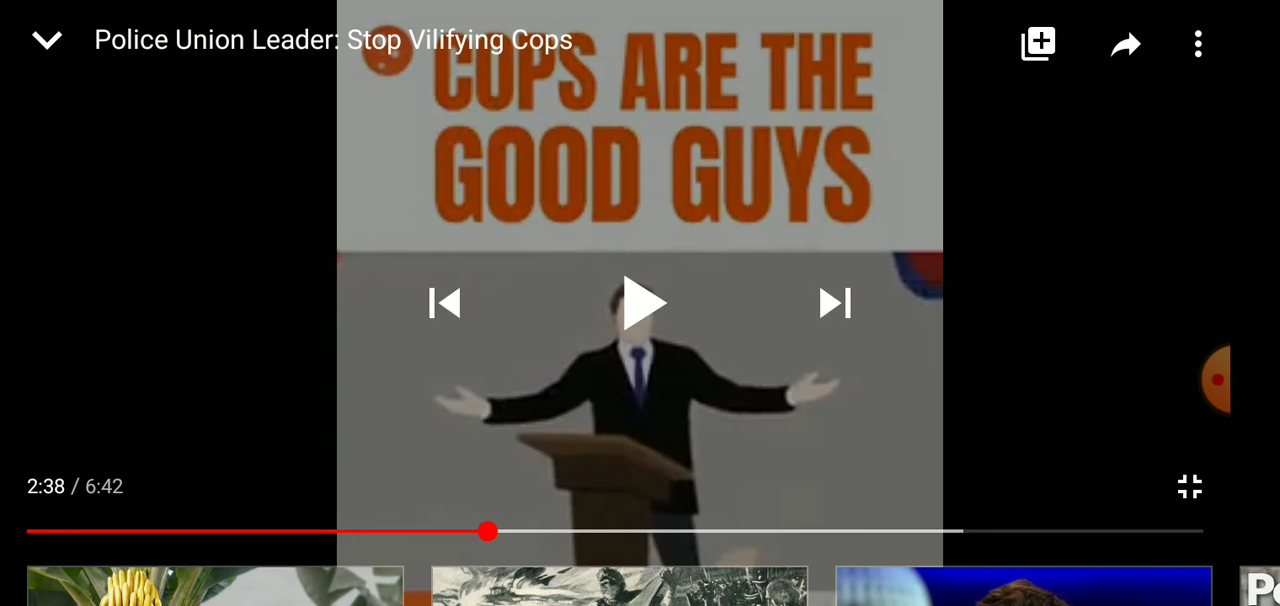 Police Union Leader: Stop Vilifying Cops
COPS ARE THE
GOOD GUYS
2:38 / 6:42